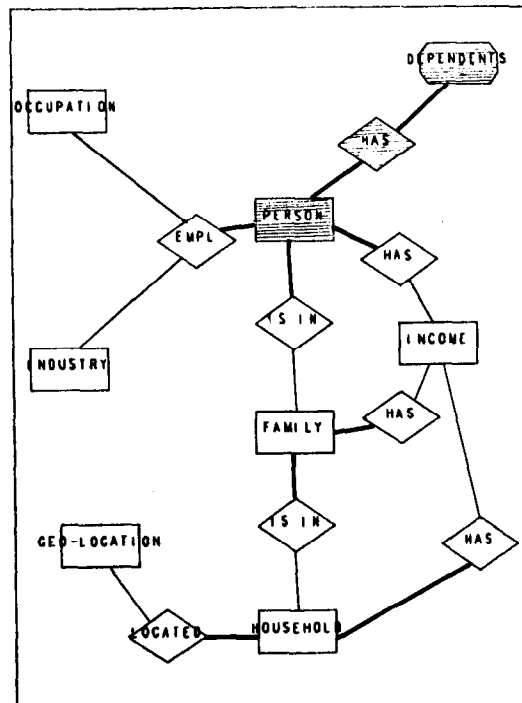 DEPENDENTS
OCCUPATION
HAS
PERSON
EMPL
HAS
IS IN
INCOME
INDUSTRY
HAS
FAMILY
IS IN
GEO-LOCATION
HAS
LOCATED
HOUSEHOLD